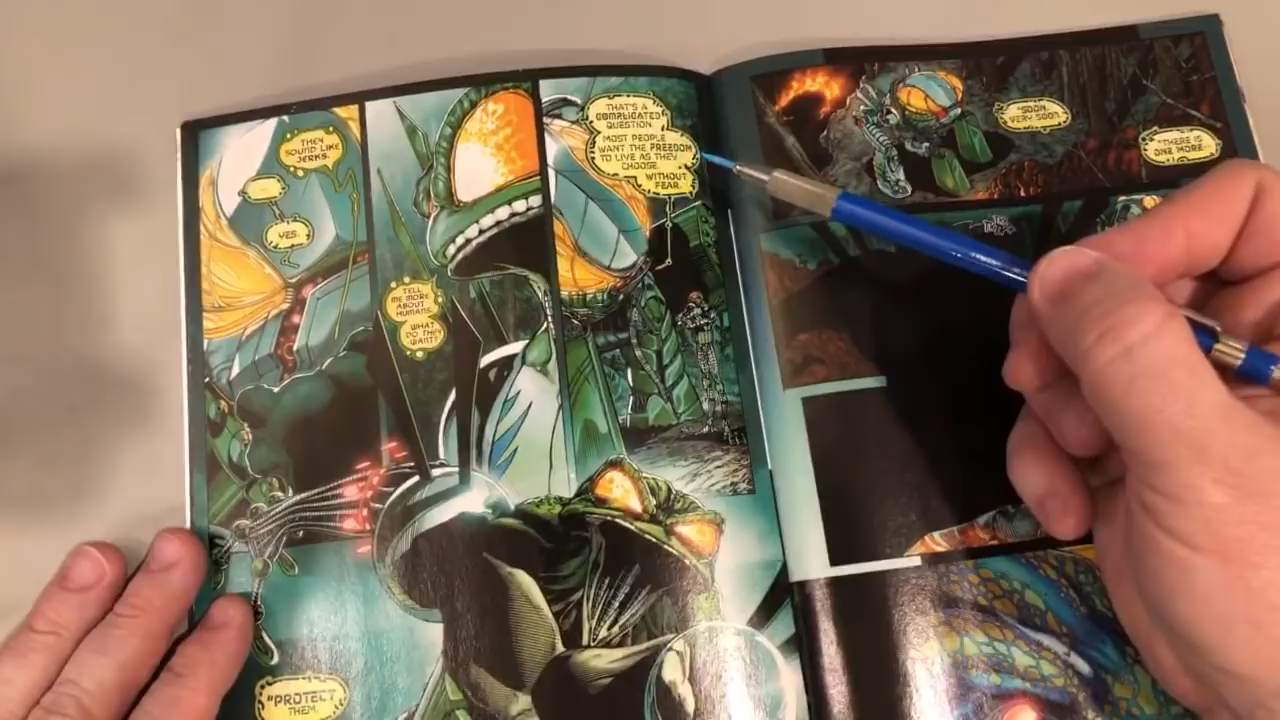 THEY
SOUND LIKE
JERKS.
YES.
TELL
ME MORE
ABOUT
HUMANS.
WHAT
DO THEY
WANT?
THAT'S A
COMPLICATED
QUESTION.
MOST PEOPLE
WANT THE FREEDOM
TO LIVE AS THEY
CHOOSE.
WITHOUT
FEAR.
"PROTECT
THEM.
"SOON.
VERY SOON.
"THERE IS
ONE MORE--